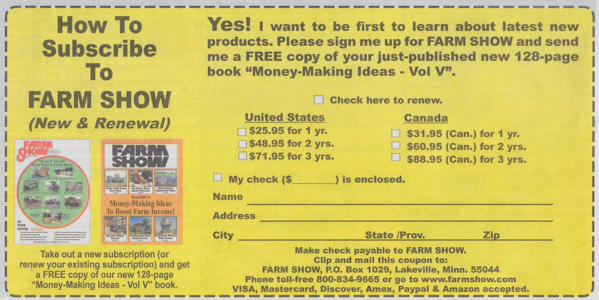 How To
Subscribe
To
FARM SHOW
(New & Renewal)
FARM
SHOW
FARM
SHOW
Money-Making Ideas
To Boost Farm Income!
Take out a new subscription (or
renew your existing subscription) and get
a FREE copy of our new 128-page
“Money-Making Ideas - Vol V” book.
Yes! I want to be first to learn about latest new
products. Please sign me up for FARM SHOW and send
me a FREE copy of your just-published new 128-page
book “Money-Making Ideas - Vol V”.
Check here to renew.
United States
$25.95 for 1 yr.
$48.95 for 2 yrs.
$71.95 for 3 yrs.
Canada
$31.95 (Can.) for 1 yr.
$60.95 (Can.) for 2 yrs.
$88.95 (Can.) for 3 yrs.
My check ($______) is enclosed.
Name
Address
City State /Prov. Zip
Make check payable to FARM SHOW.
Clip and mail this coupon to:
FARM SHOW, P.O. Box 1029, Lakeville, Minn. 55044
Phone toll-free 800-834-9665 or go to www.farmshow.com
VISA, Mastercard, Discover, Amex, Paypal & Amazon accepted.